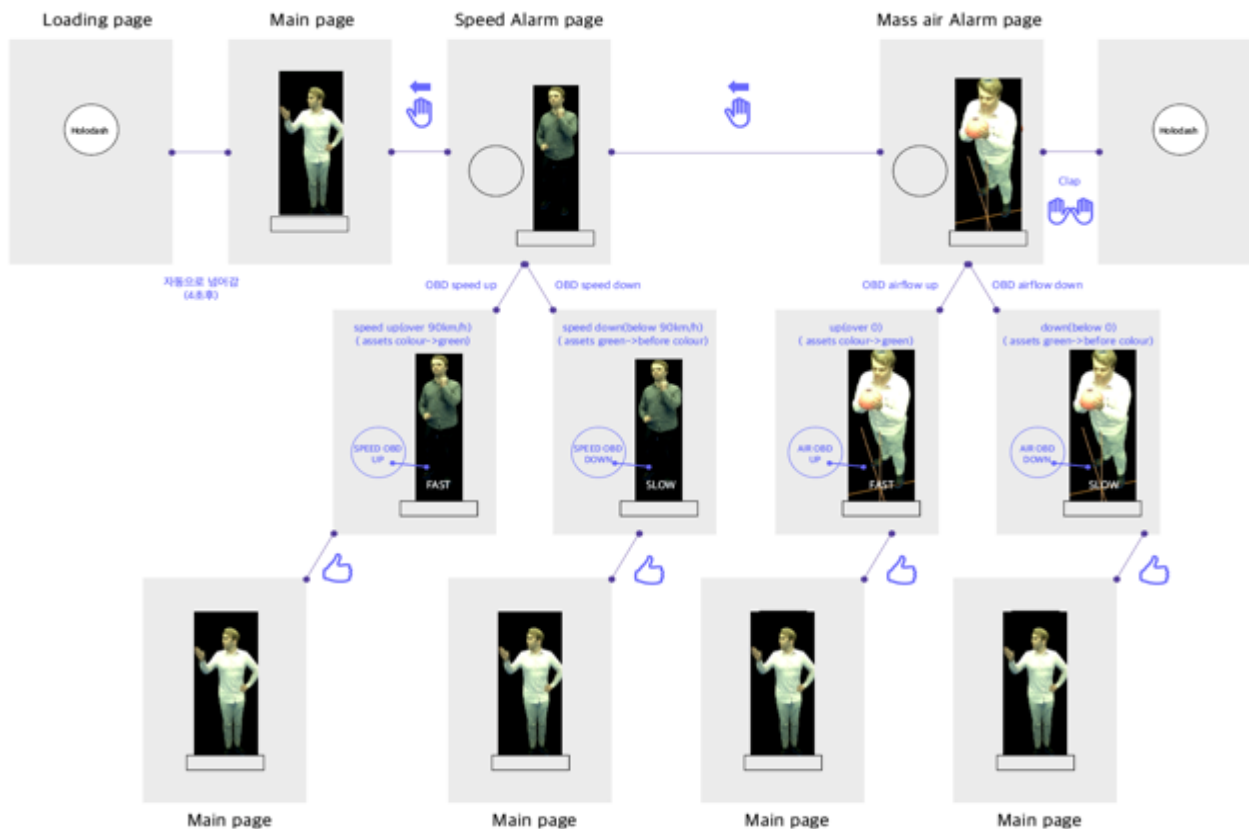 Loading page
Main page
Speed Alarm page
Mass air Alarm page
Holodash
Holodash
Clap
자동으로 넘어감
(4초후)
OBD speed up
OBD speed down
OBD airflow up
OBD airflow down
speed up(over 90km/h)
( assets colour->green)
speed down(below 90km/h)
( assets green->before colour)
up(over 0)
( assets colour->green)
down(below 0)
( assets green->before colour)
SPEED OBD
UP
FAST
SPEED OBD
DOWN
SLOW
AIR OBD
UP
FAST
AIR OBD
DOWN
SLOW
Main page
Main page
Main page
Main page